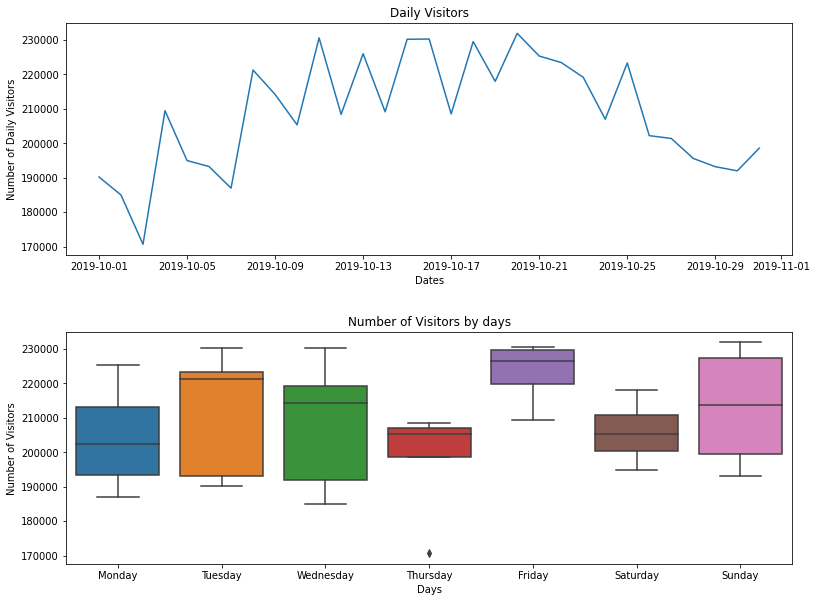 Daily Visitors
Number of Daily Visitors
230000
220000
210000
200000
190000
180000
170000
2019-10-01 2019-10-05 2019-10-09 2019-10-13 2019-10-17 2019-10-21 2019-10-25 2019-10-29 2019-11-01
Dates
Number of Visitors by days
Number of Visitors
230000
220000
210000
200000
190000
180000
170000
Monday Tuesday Wednesday Thursday Friday Saturday Sunday
Days